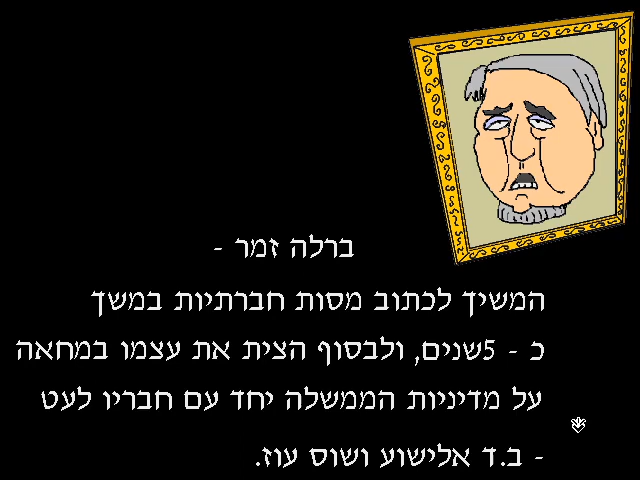 ברלה זמר -
המשיך לכתוב מסות חברתיות במשך
כ - 5שנים, ולבסוף הצית את עצמו במחאה
על מדיניות הממשלה יחד עם חבריו לעט
- ב.ד אלישוע ושוס עוז.